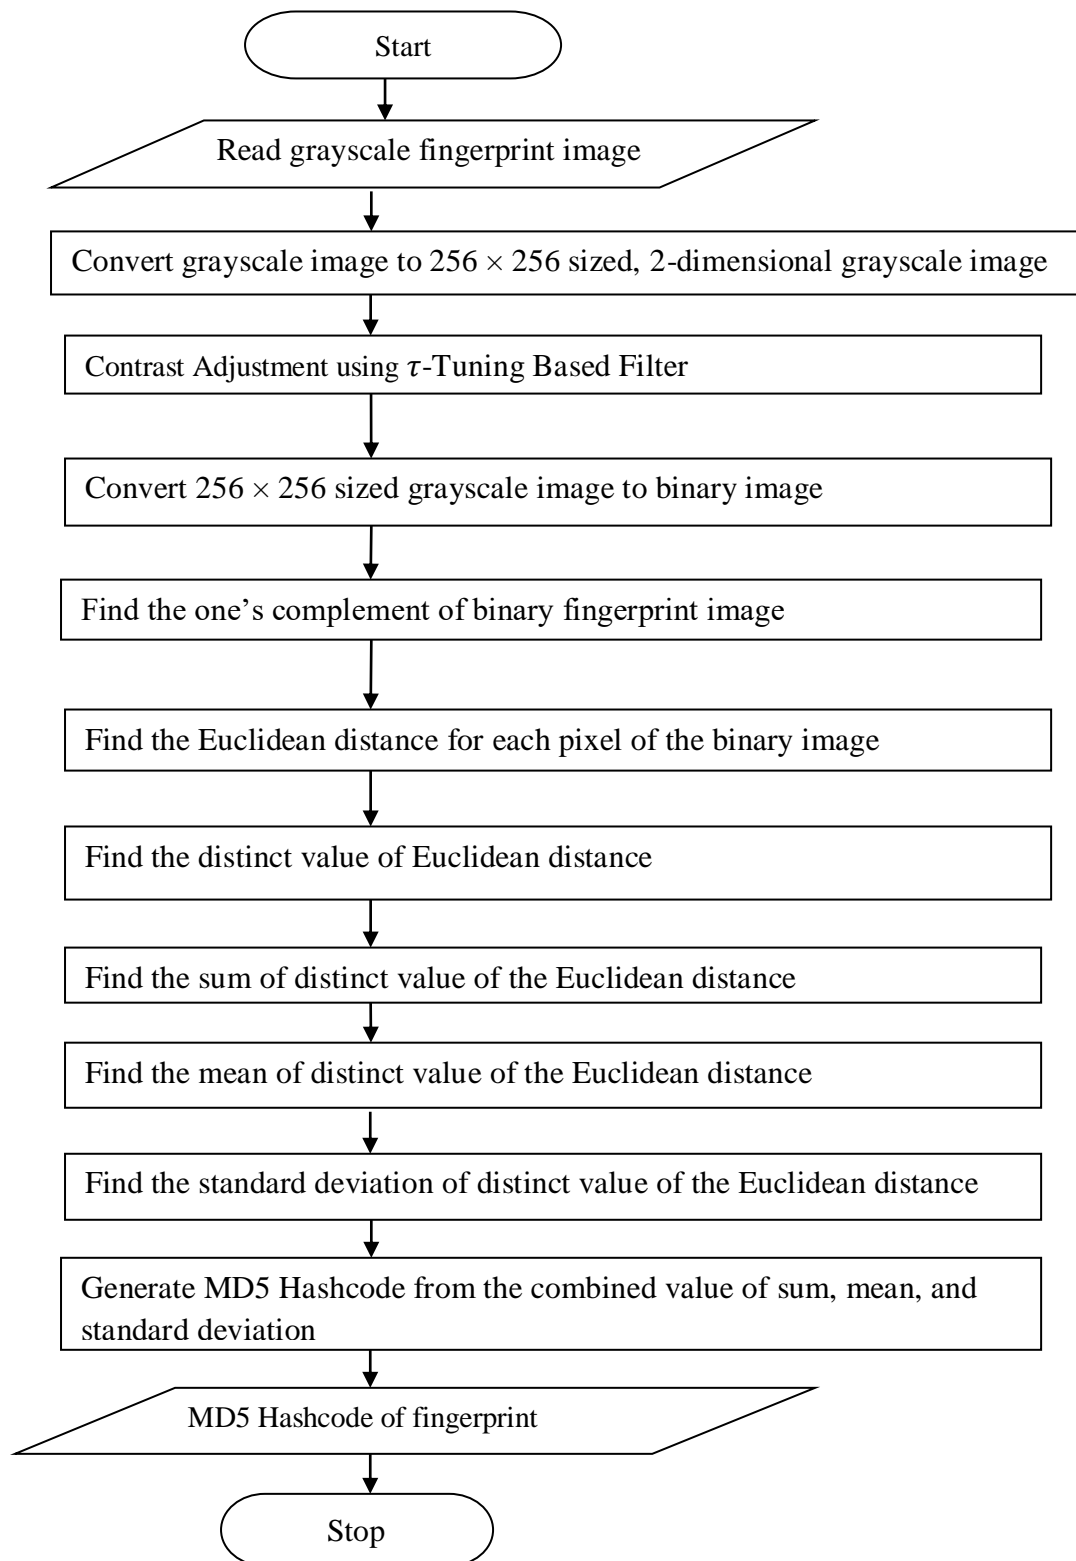 Start
Read grayscale fingerprint image
Convert grayscale image to 256 × 256 sized, 2-dimensional grayscale image
Contrast Adjustment using τ-Tuning Based Filter
Convert 256 × 256 sized grayscale image to binary image
Find the one’s complement of binary fingerprint image
Find the Euclidean distance for each pixel of the binary image
Find the distinct value of Euclidean distance
Find the sum of distinct value of the Euclidean distance
Find the mean of distinct value of the Euclidean distance
Find the standard deviation of distinct value of the Euclidean distance
Generate MD5 Hashcode from the combined value of sum, mean, and
standard deviation
MD5 Hashcode of fingerprint
Stop